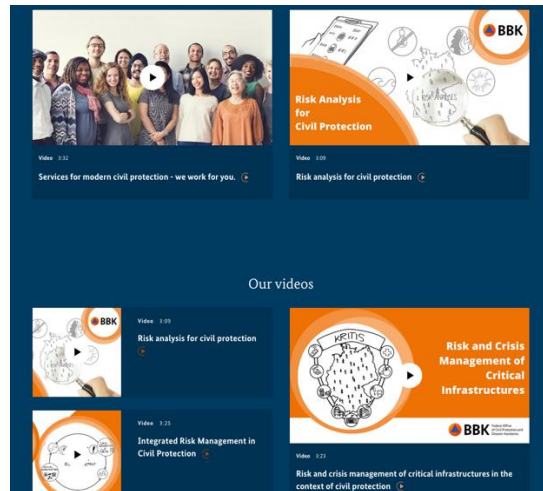 BBK
Risk Analysis
for
Civil Protection
Video 3:32
Services for modern civil protection - we work for you.
Video 3:09
Risk analysis for civil protection
Our videos
BBK
Video 3:09
Risk analysis for civil protection
Video 3:25
Integrated Risk Management in
Civil Protection
KRITIS
Risk and Crisis
Management of
Critical
Infrastructures
BBK
Video 3:23
Risk and crisis management of critical infrastructures in the
context of civil protection